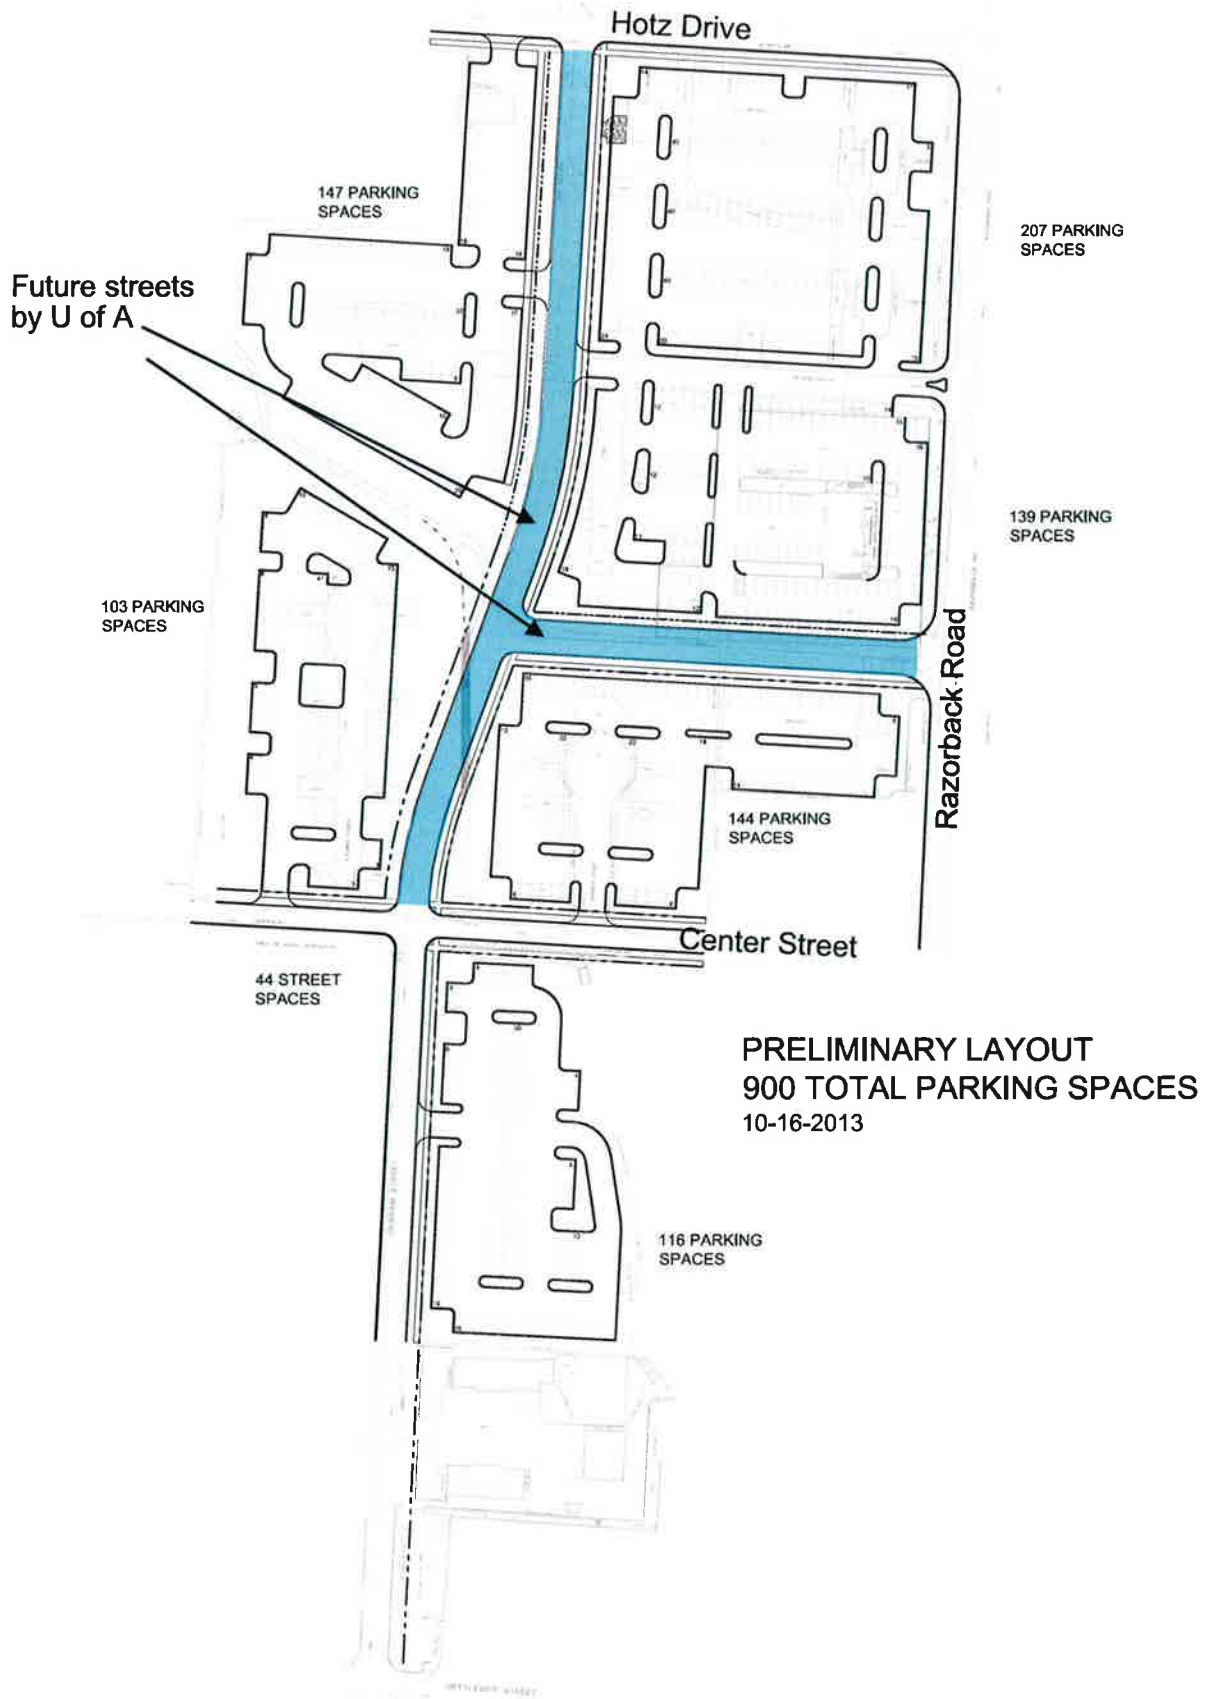 Hotz Drive
147 PARKING
SPACES
207 PARKING
SPACES
Future streets
by U of A
139 PARKING
SPACES
103 PARKING
SPACES
Razorback Road
144 PARKING
SPACES
Center Street
44 STREET
SPACES
PRELIMINARY LAYOUT
900 TOTAL PARKING SPACES
10-16-2013
116 PARKING
SPACES